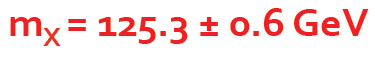 mX = 125.3 ± 0.6 GeV